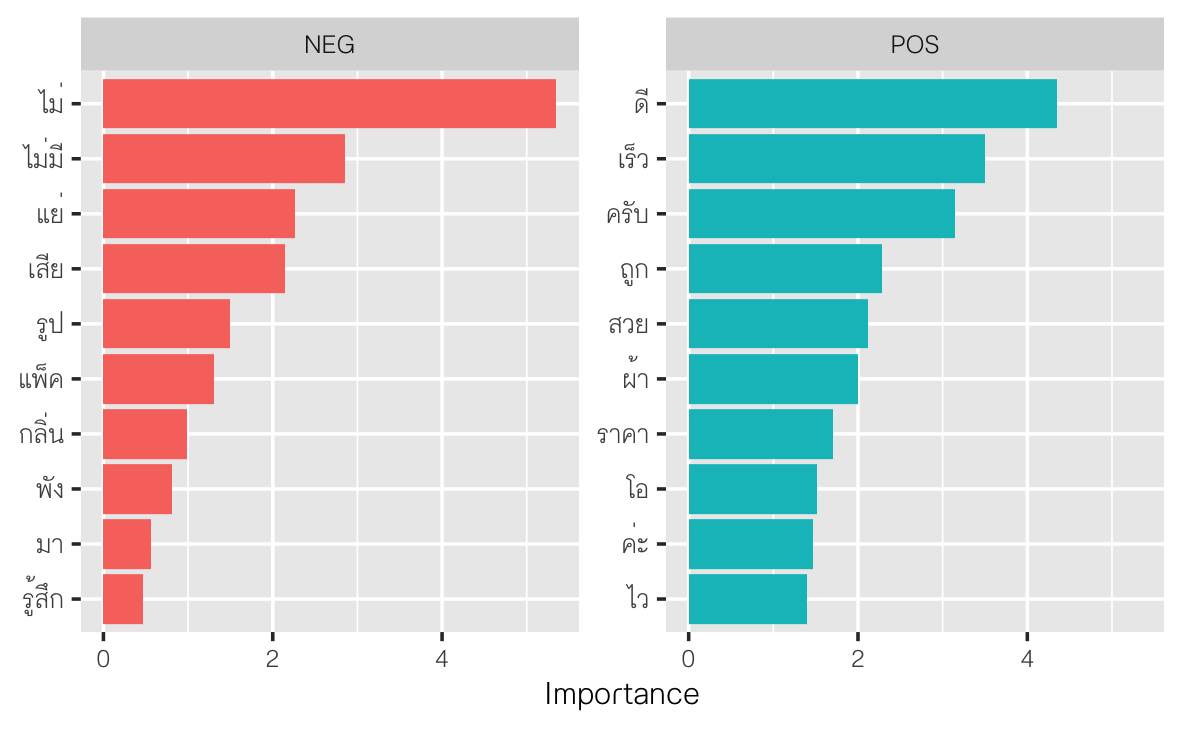 NEG
ไม่
ไม่มี
แย่
เสีย
รูป
แพ็ค
กลิ่น
พัง
มา
รู้สึก
0 2 4
POS
ดี
เร็ว
ครับ
ถูก
สวย
ผ้า
ราคา
โอ
ค่ะ
ไว
0 2 4
Importance